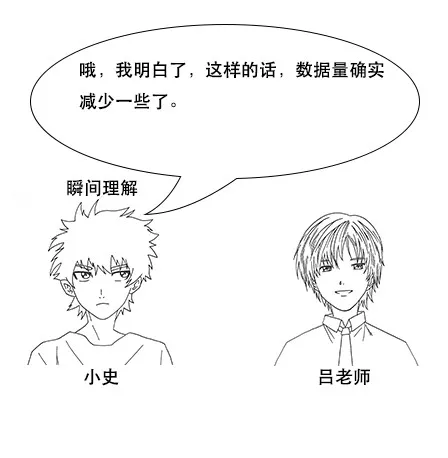 哦，我明白了，这样的话，数据量确实
减少一些了。
瞬间理解
小史
吕老师